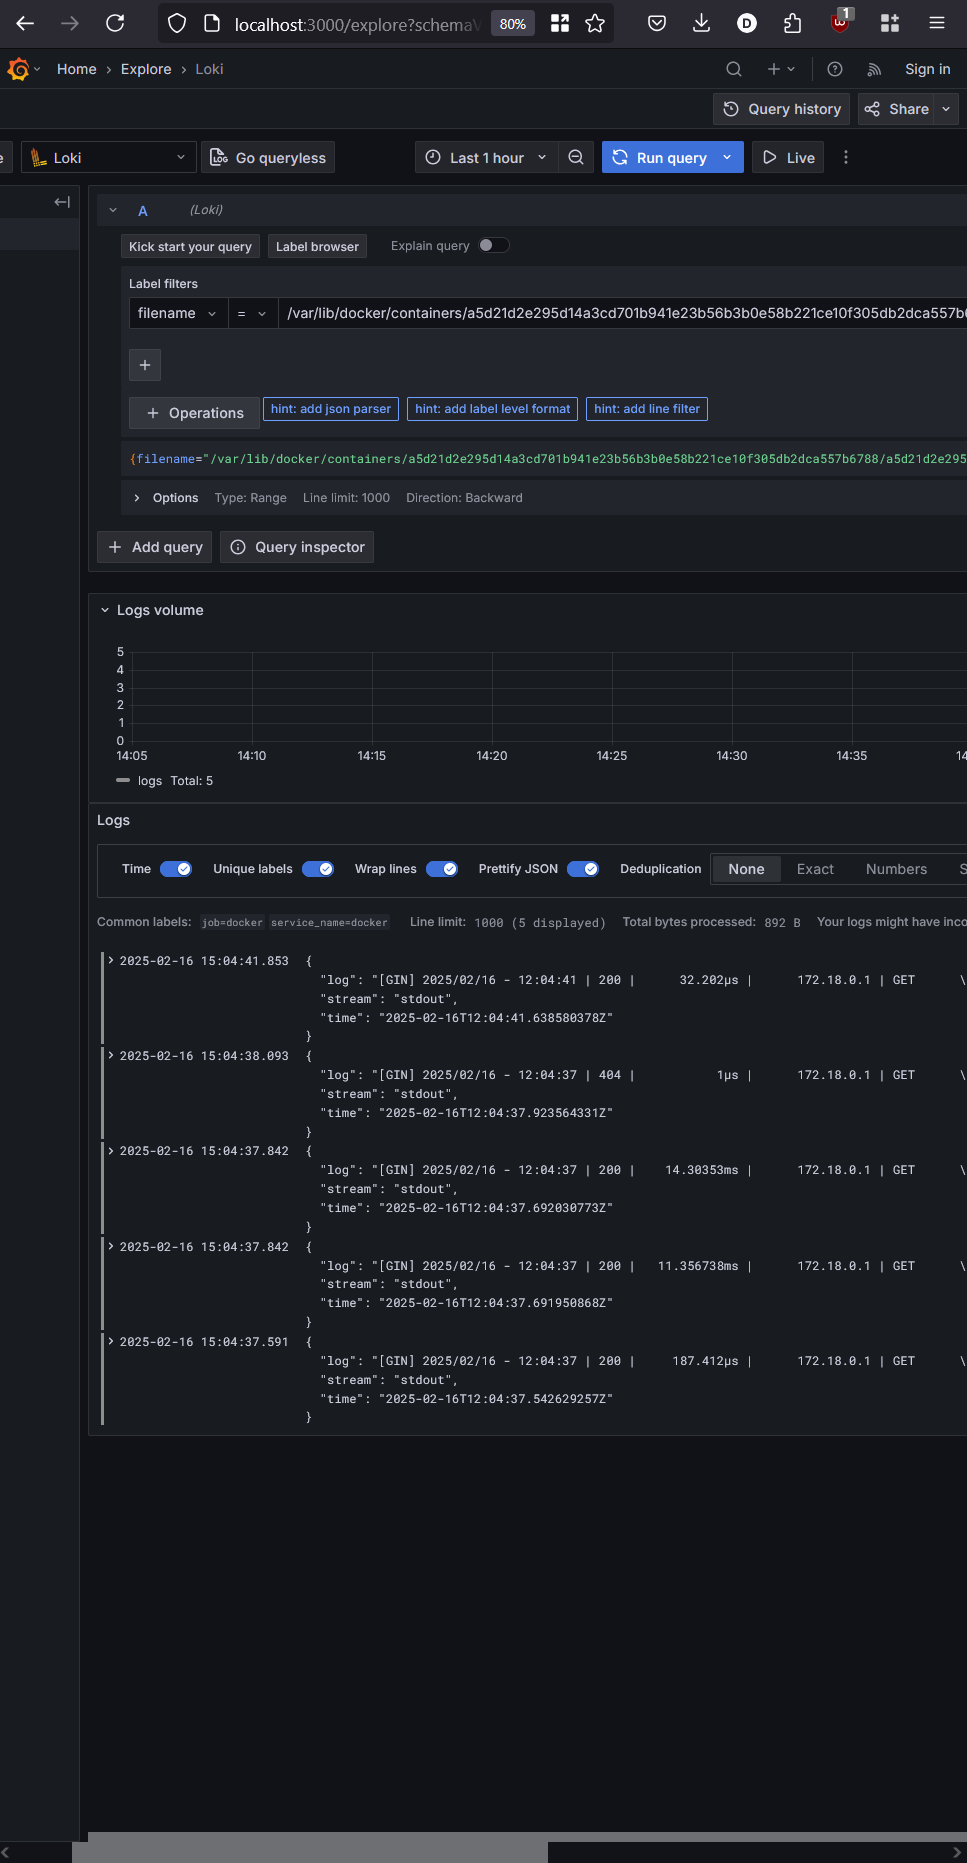 localhost:3000/explore?schemaV 80% 1
Home › Explore › Loki Sign in
Query history Share
e Loki Go queryless Last 1 hour Run query Live
A (Loki)
Kick start your query Label browser Explain query
Label filters
filename = /var/lib/docker/containers/a5d21d2e295d14a3cd701b941e23b56b3b0e58b221ce10f305db2dca557b6
+
+ Operations hint: add json parser hint: add label level format hint: add line filter
{filename="/var/lib/docker/containers/a5d21d2e295d14a3cd701b941e23b56b3b0e58b221ce10f305db2dca557b6788/a5d21d2e295
Options Type: Range Line limit: 1000 Direction: Backward
+ Add query Query inspector
Logs volume
5
4
3
2
1
0
14:05 14:10 14:15 14:20 14:25 14:30 14:35 14
logs Total: 5
Logs
Time Unique labels Wrap lines Prettify JSON Deduplication None Exact Numbers S
Common labels: job=docker service_name=docker Line limit: 1000 (5 displayed) Total bytes processed: 892 B Your logs might have inco
2025-02-16 15:04:41.853 {
"log": "[GIN] 2025/02/16 - 12:04:41 | 200 | 32.202µs | 172.18.0.1 | GET \
"stream": "stdout",
"time": "2025-02-16T12:04:41.638580378Z"
}
2025-02-16 15:04:38.093 {
"log": "[GIN] 2025/02/16 - 12:04:37 | 404 | 1µs | 172.18.0.1 | GET \
"stream": "stdout",
"time": "2025-02-16T12:04:37.923564331Z"
}
2025-02-16 15:04:37.842 {
"log": "[GIN] 2025/02/16 - 12:04:37 | 200 | 14.30353ms | 172.18.0.1 | GET \
"stream": "stdout",
"time": "2025-02-16T12:04:37.692030773Z"
}
2025-02-16 15:04:37.842 {
"log": "[GIN] 2025/02/16 - 12:04:37 | 200 | 11.356738ms | 172.18.0.1 | GET \
"stream": "stdout",
"time": "2025-02-16T12:04:37.691950868Z"
}
2025-02-16 15:04:37.591 {
"log": "[GIN] 2025/02/16 - 12:04:37 | 200 | 187.412µs | 172.18.0.1 | GET \
"stream": "stdout",
"time": "2025-02-16T12:04:37.542629257Z"
}